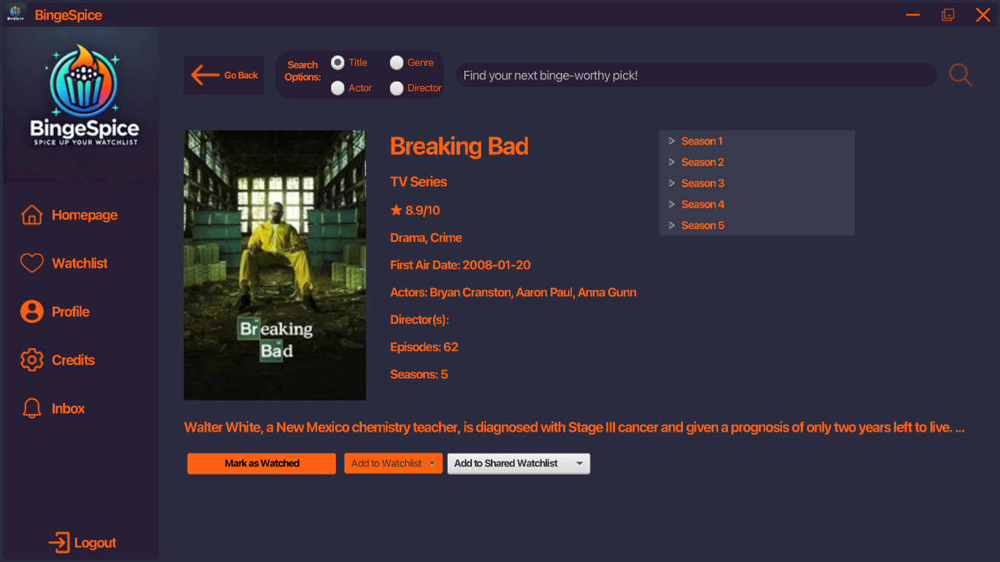 BingeSpice
BingeSpice
SPICE UP YOUR WATCHLIST
Homepage
Watchlist
Profile
Credits
Inbox
Logout
Go Back
Search
Options:
Title
Genre
Actor
Director
Find your next binge-worthy pick!
Breaking
Bad
Breaking Bad
TV Series
★ 8.9/10
Drama, Crime
First Air Date: 2008-01-20
Actors: Bryan Cranston, Aaron Paul, Anna Gunn
Director(s):
Episodes: 62
Seasons: 5
Season 1
Season 2
Season 3
Season 4
Season 5
Walter White, a New Mexico chemistry teacher, is diagnosed with Stage III cancer and given a prognosis of only two years left to live. ...
Mark as Watched
Add to Watchlist
Add to Shared Watchlist